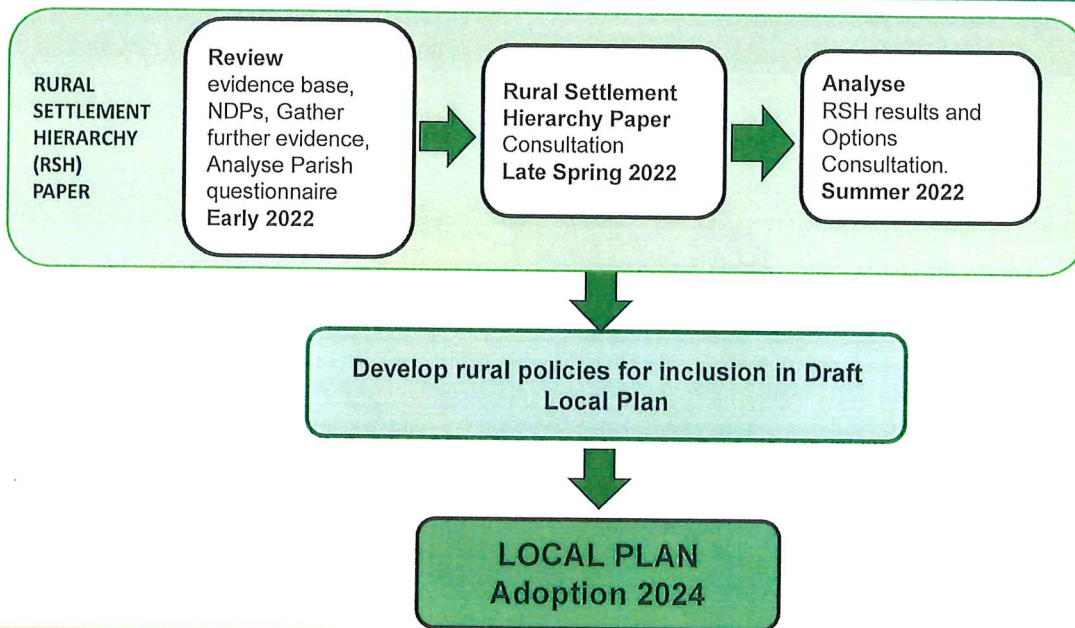 RURAL
SETTLEMENT
HIERARCHY
(RSH)
PAPER
Review
evidence base,
NDPs, Gather
further evidence,
Analyse Parish
questionnaire
Early 2022
Rural Settlement
Hierarchy Paper
Consultation
Late Spring 2022
Analyse
RSH results and
Options
Consultation.
Summer 2022
Develop rural policies for inclusion in Draft
Local Plan
LOCAL PLAN
Adoption 2024